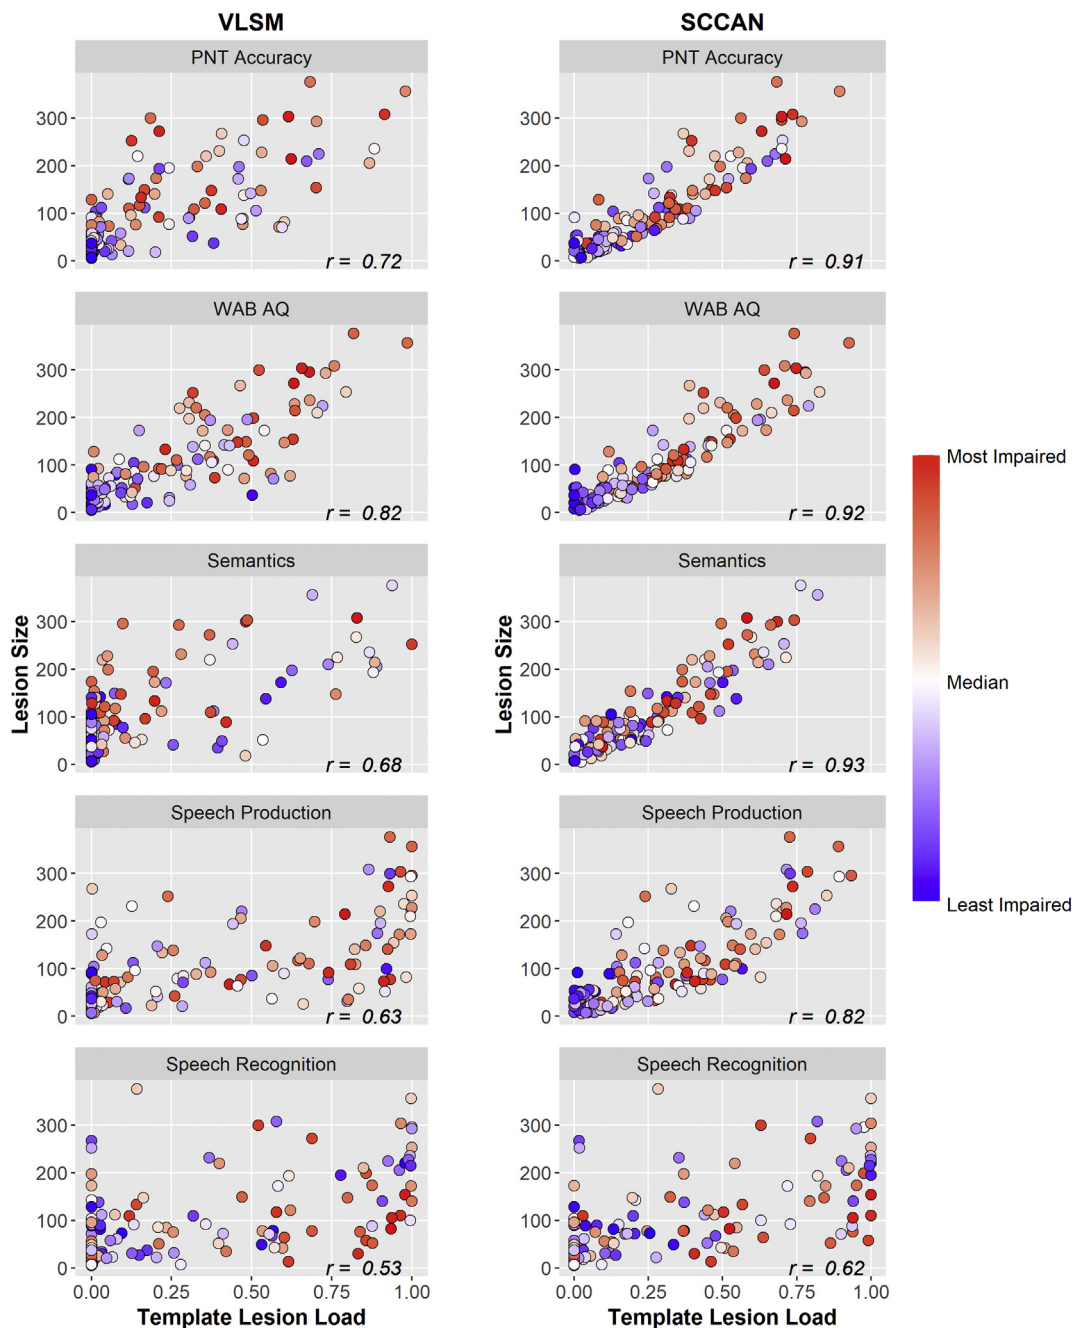 VLSM
SCCAN
PNT Accuracy
PNT Accuracy
300
200
100
0
r = 0.72
300
200
100
0
r = 0.91
WAB AQ
WAB AQ
300
200
100
0
r = 0.82
300
200
100
0
r = 0.92
Most Impaired
Median
Least Impaired
Semantics
Semantics
Lesion Size
300
200
100
0
r = 0.68
Lesion Size
300
200
100
0
r = 0.93
Speech Production
Speech Production
300
200
100
0
r = 0.63
300
200
100
0
r = 0.82
Speech Recognition
Speech Recognition
300
200
100
0
r = 0.53
300
200
100
0
r = 0.62
0.00 0.25 0.50 0.75 1.00
0.00 0.25 0.50 0.75 1.00
Template Lesion Load
Template Lesion Load